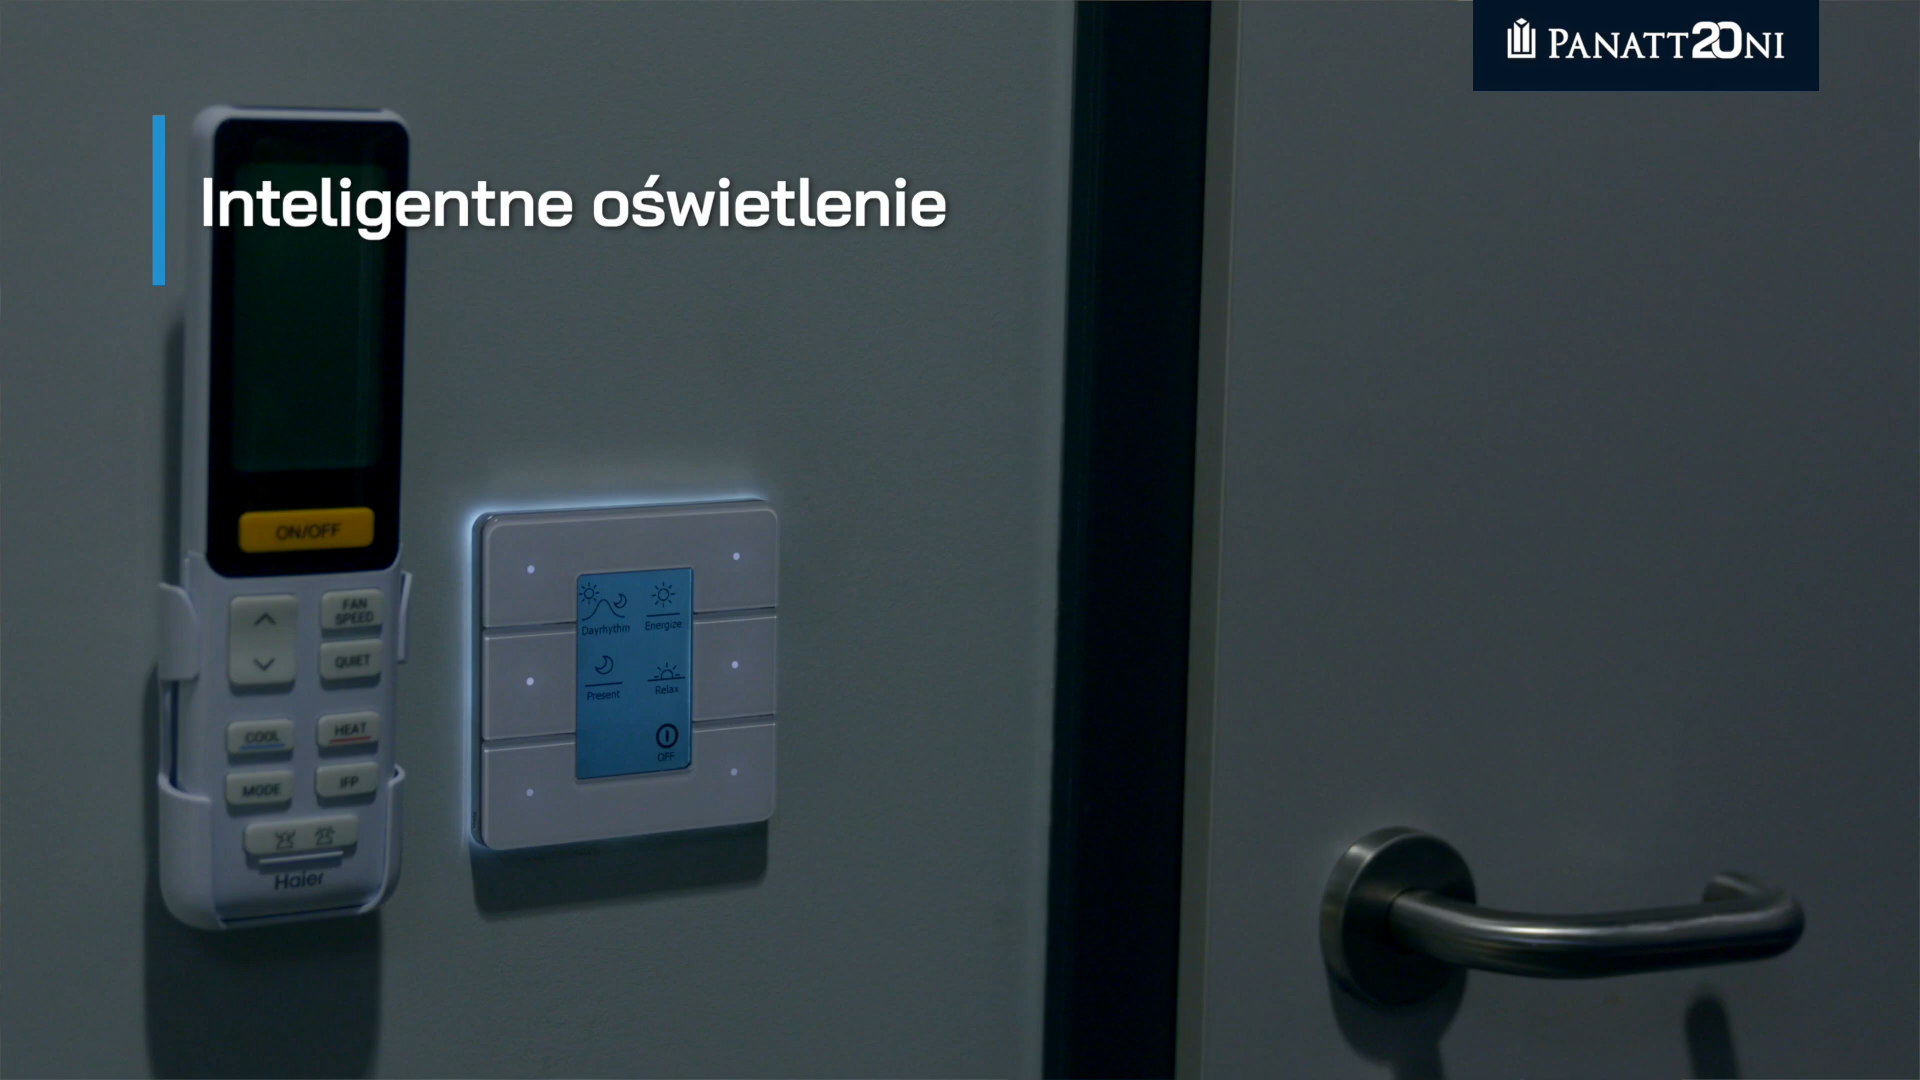 PANATT20NI
Inteligentne oświetlenie
ON/OFF
FAN
SPEED
QUIET
COOL
HEAT
MODE
IFP
Haier
Dayrhythm
Energize
Present
Relax
OFF